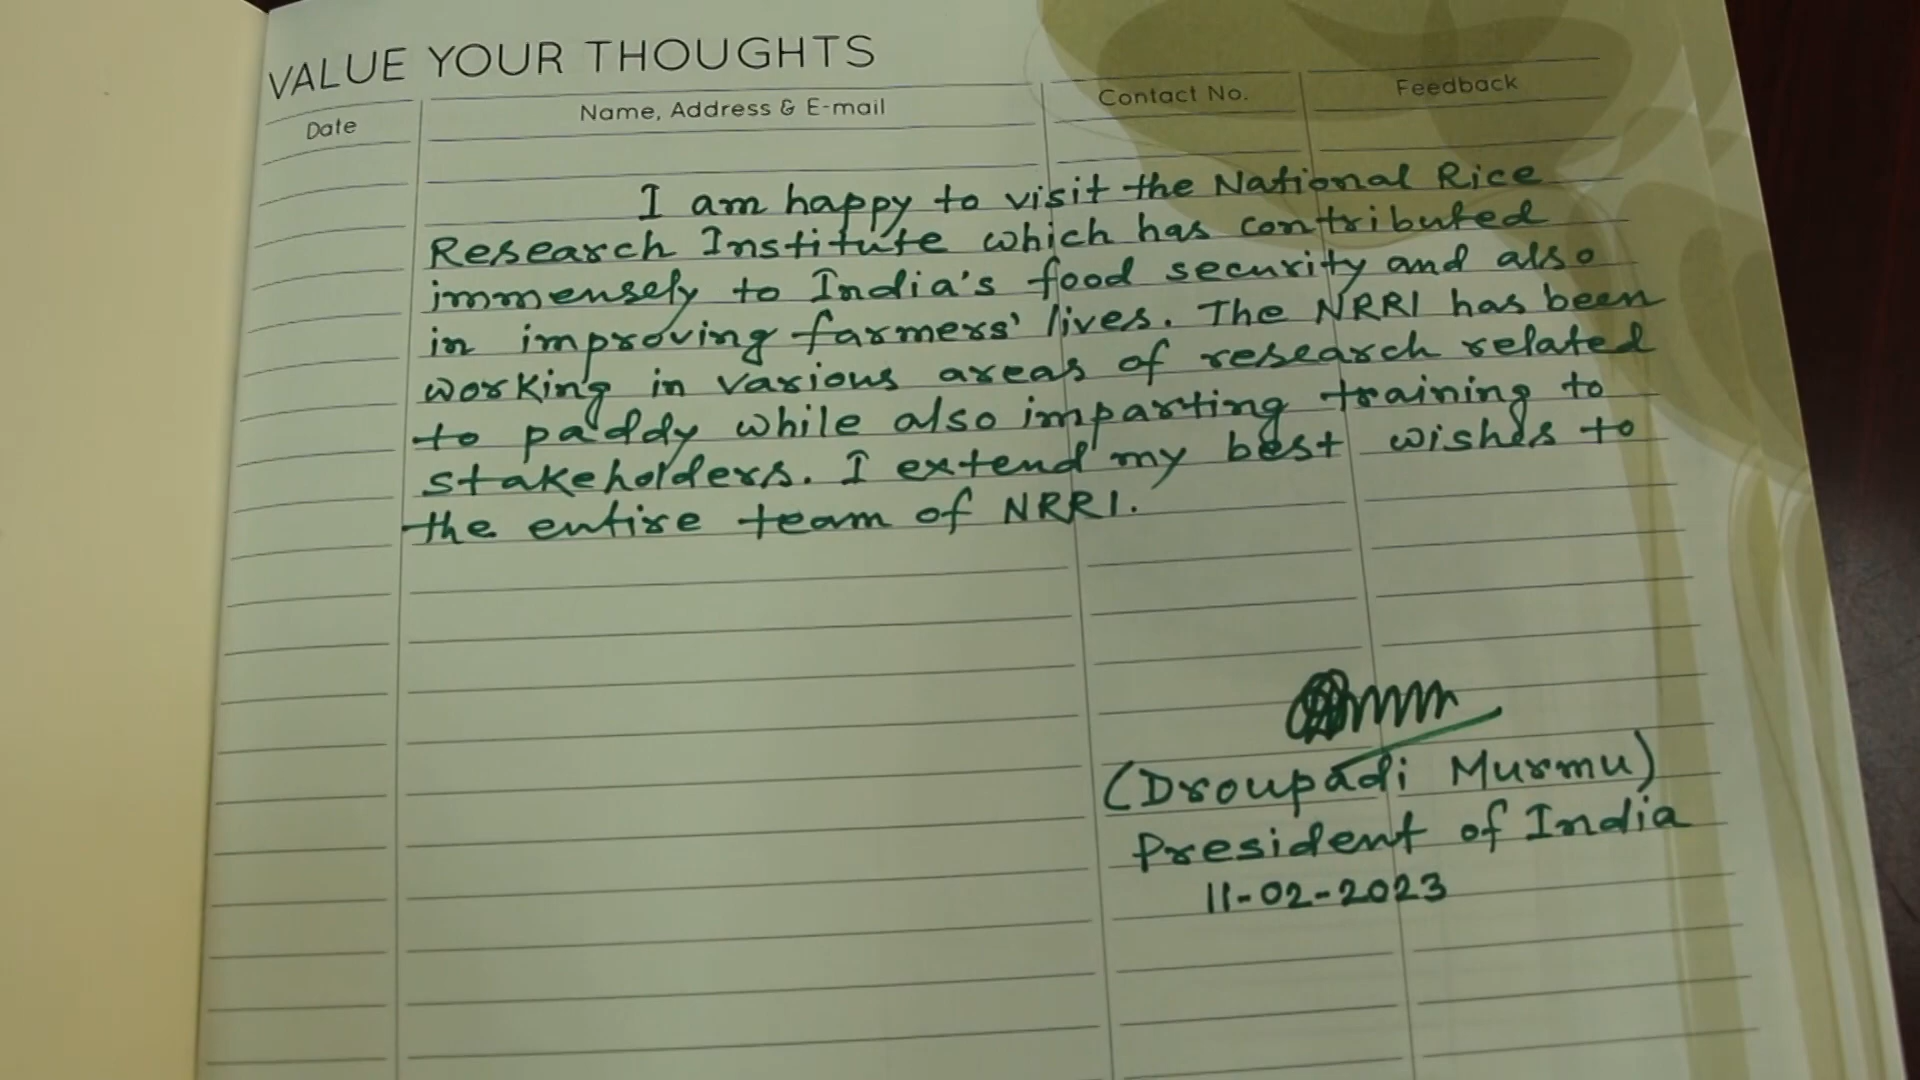 VALUE YOUR THOUGHTS
Date Name, Address & E-mail Contact No. Feedback
I am happy to visit the National Rice
Research Institute which has contributed
immensely to India's food security and also
in improving farmers' lives. The NRRI has been
working in various areas of research related
to paddy while also imparting training to
stakeholders. I extend my best wishes to
the entire team of NRRI.
(Droupadi Murmu)
President of India
11-02-2023